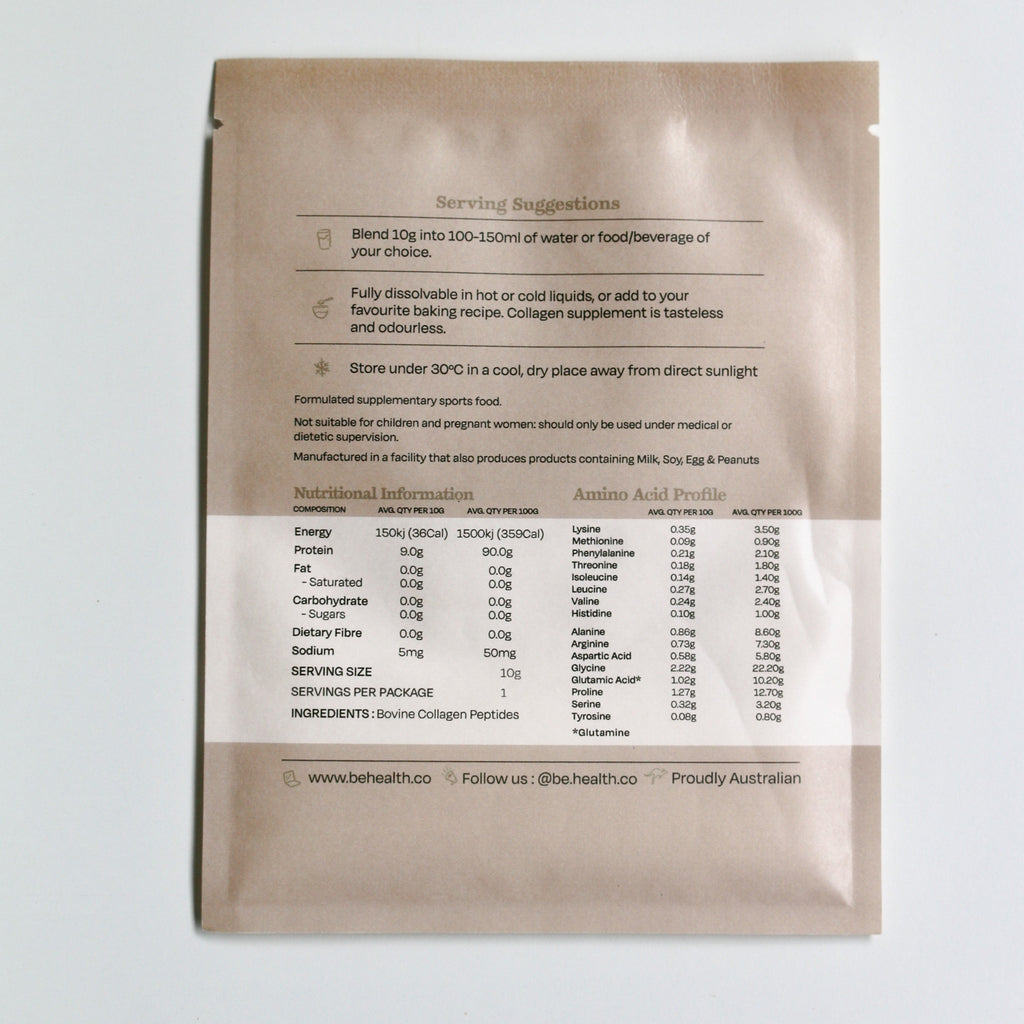 Serving Suggestions
Blend 10g into 100-150ml of water or food/beverage of
your choice.
Fully dissolvable in hot or cold liquids, or add to your
favourite baking recipe. Collagen supplement is tasteless
and odourless.
Store under 30ºC in a cool, dry place away from direct sunlight
Formulated supplementary sports food.
Not suitable for children and pregnant women: should only be used under medical or
dietetic supervision.
Manufactured in a facility that also produces products containing Milk, Soy, Egg & Peanuts
Nutritional Information
COMPOSITION AVG. QTY PER 10G AVG. QTY PER 100G
Energy 150kj (36Cal) 1500kj (359Cal)
Protein 9.0g 90.0g
Fat 0.0g 0.0g
- Saturated 0.0g 0.0g
Carbohydrate 0.0g 0.0g
- Sugars 0.0g 0.0g
Dietary Fibre 0.0g 0.0g
Sodium 5mg 50mg
SERVING SIZE 10g
SERVINGS PER PACKAGE 1
INGREDIENTS : Bovine Collagen Peptides
Amino Acid Profile
AVG. QTY PER 10G AVG. QTY PER 100G
Lysine 0.35g 3.50g
Methionine 0.09g 0.90g
Phenylalanine 0.21g 2.10g
Threonine 0.18g 1.80g
Isoleucine 0.14g 1.40g
Leucine 0.27g 2.70g
Valine 0.24g 2.40g
Histidine 0.10g 1.00g
Alanine 0.86g 8.60g
Arginine 0.73g 7.30g
Aspartic Acid 0.58g 5.80g
Glycine 2.22g 22.20g
Glutamic Acid* 1.02g 10.20g
Proline 1.27g 12.70g
Serine 0.32g 3.20g
Tyrosine 0.08g 0.80g
*Glutamine
www.behealth.co Follow us : @be.health.co Proudly Australian